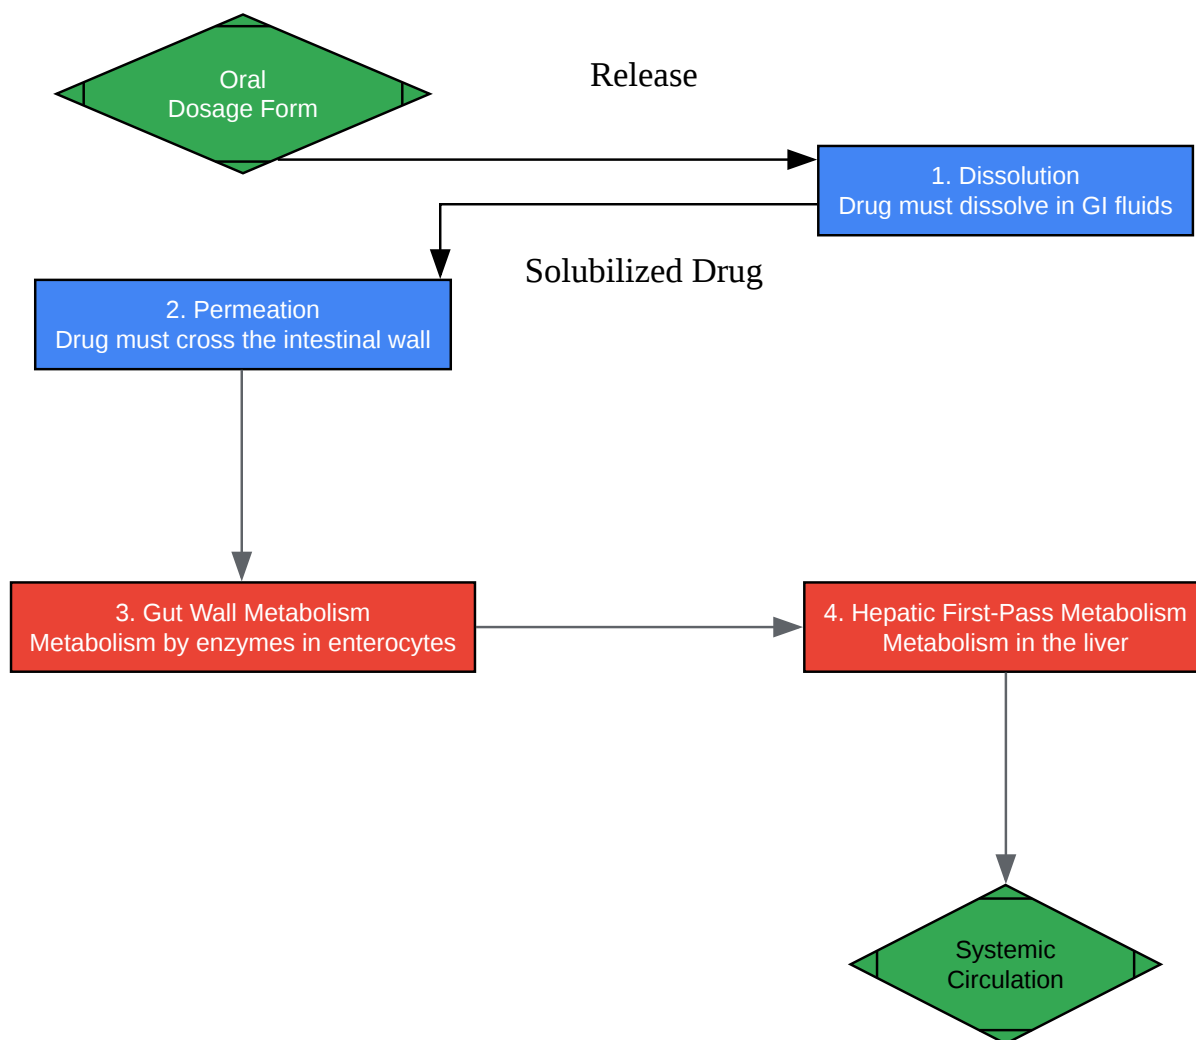 Oral
Dosage Form
Release
1. Dissolution
Drug must dissolve in GI fluids
Solubilized Drug
2. Permeation
Drug must cross the intestinal wall
3. Gut Wall Metabolism
Metabolism by enzymes in enterocytes
4. Hepatic First-Pass Metabolism
Metabolism in the liver
Systemic
Circulation